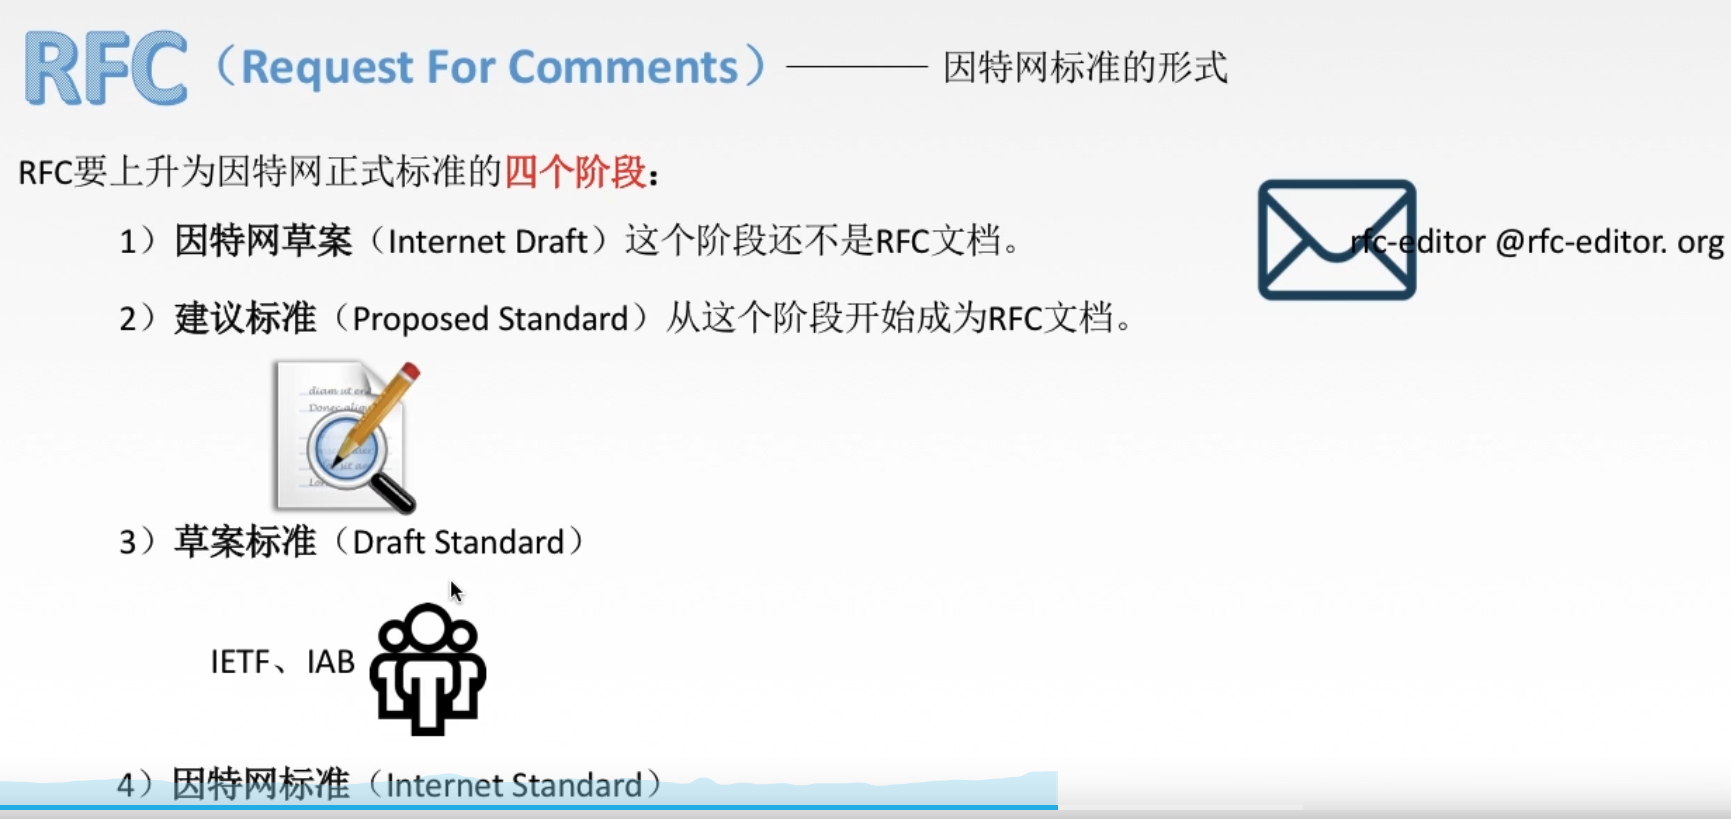 RFC（Request For Comments）——— 因特网标准的形式
RFC要上升为因特网正式标准的四个阶段：
1）因特网草案（Internet Draft）这个阶段还不是RFC文档。
rfc-editor @rfc-editor. org
2）建议标准（Proposed Standard）从这个阶段开始成为RFC文档。
diam ut
Donec
3）草案标准（Draft Standard）
IETF、IAB
4）因特网标准（Internet Standard）